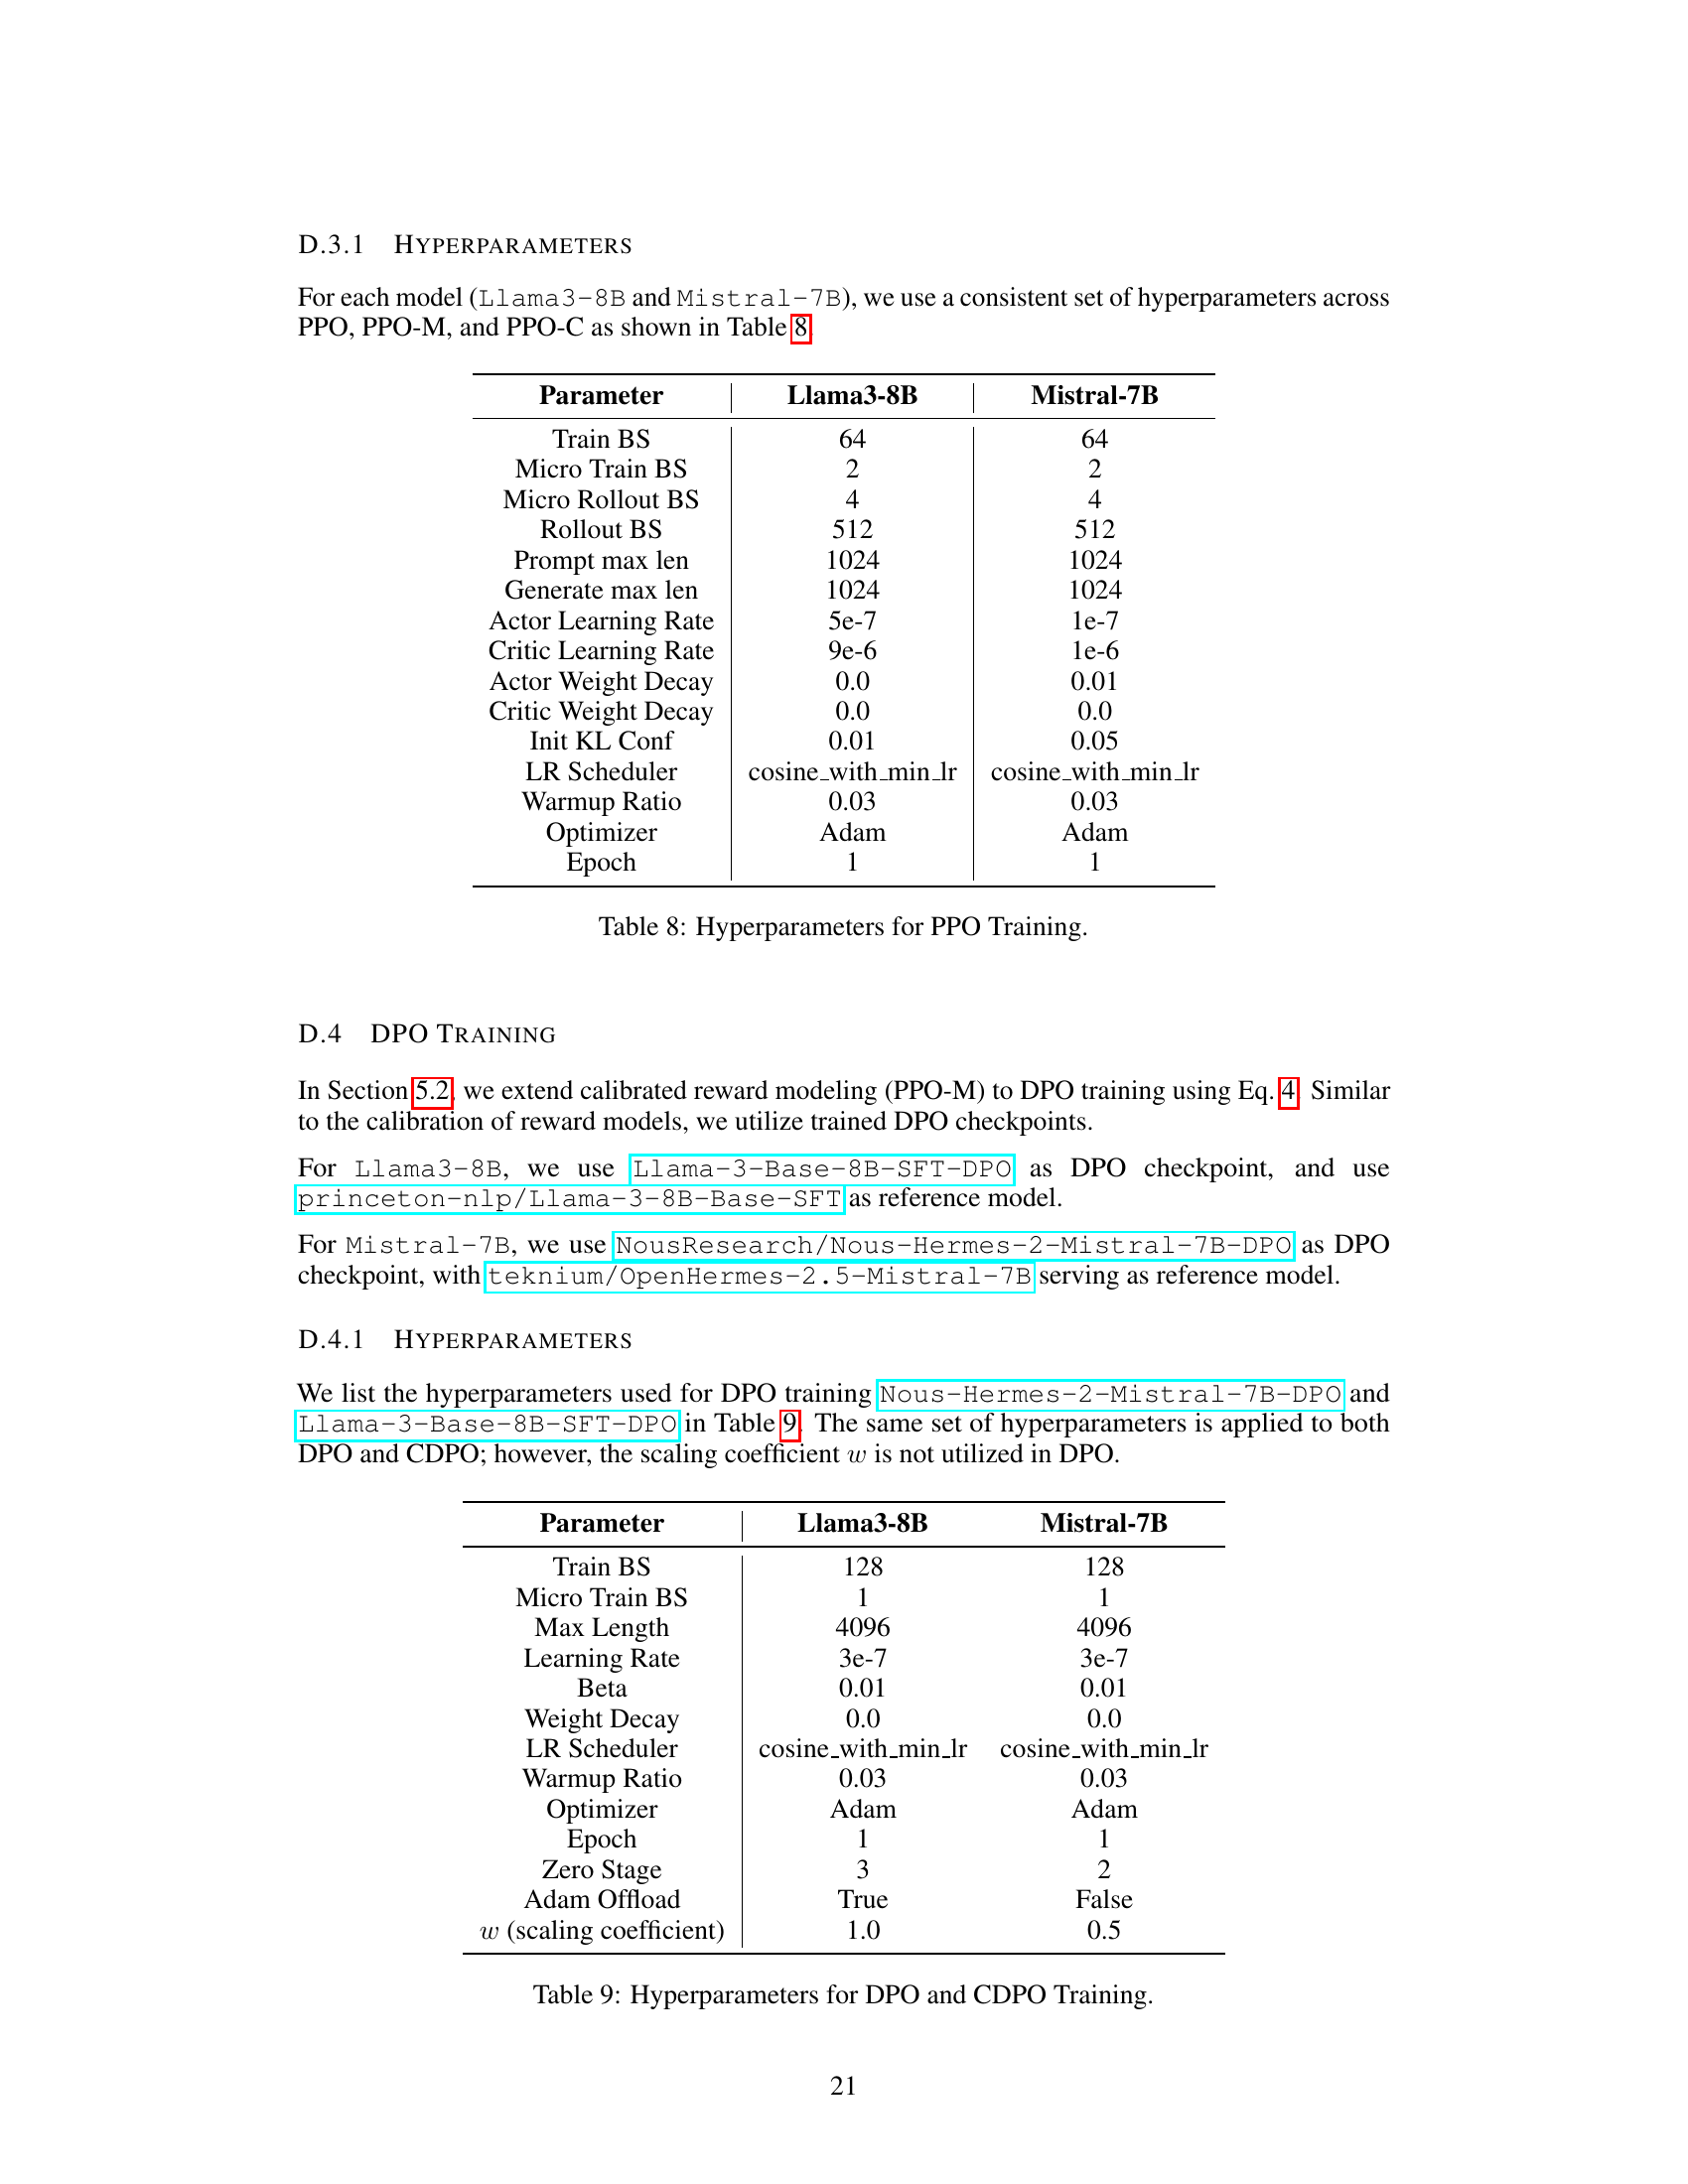 D.3.1 HYPERPARAMETERS
For each model (Llama3-8B and Mistral-7B), we use a consistent set of hyperparameters across
PPO, PPO-M, and PPO-C as shown in Table 8.
Parameter Llama3-8B Mistral-7B
Train BS 64 64
Micro Train BS 2 2
Micro Rollout BS 4 4
Rollout BS 512 512
Prompt max len 1024 1024
Generate max len 1024 1024
Actor Learning Rate 5e-7 1e-7
Critic Learning Rate 9e-6 1e-6
Actor Weight Decay 0.0 0.01
Critic Weight Decay 0.0 0.0
Init KL Conf 0.01 0.05
LR Scheduler cosine_with_min_lr cosine_with_min_lr
Warmup Ratio 0.03 0.03
Optimizer Adam Adam
Epoch 1 1
Table 8: Hyperparameters for PPO Training.
D.4 DPO TRAINING
In Section 5.2, we extend calibrated reward modeling (PPO-M) to DPO training using Eq. 4. Similar
to the calibration of reward models, we utilize trained DPO checkpoints.
For Llama3-8B, we use Llama-3-Base-8B-SFT-DPO as DPO checkpoint, and use
princeton-nlp/Llama-3-8B-Base-SFT as reference model.
For Mistral-7B, we use NousResearch/Nous-Hermes-2-Mistral-7B-DPO as DPO
checkpoint, with teknium/OpenHermes-2.5-Mistral-7B serving as reference model.
D.4.1 HYPERPARAMETERS
We list the hyperparameters used for DPO training Nous-Hermes-2-Mistral-7B-DPO and
Llama-3-Base-8B-SFT-DPO in Table 9. The same set of hyperparameters is applied to both
DPO and CDPO; however, the scaling coefficient w is not utilized in DPO.
Parameter Llama3-8B Mistral-7B
Train BS 128 128
Micro Train BS 1 1
Max Length 4096 4096
Learning Rate 3e-7 3e-7
Beta 0.01 0.01
Weight Decay 0.0 0.0
LR Scheduler cosine_with_min_lr cosine_with_min_lr
Warmup Ratio 0.03 0.03
Optimizer Adam Adam
Epoch 1 1
Zero Stage 3 2
Adam Offload True False
w (scaling coefficient) 1.0 0.5
Table 9: Hyperparameters for DPO and CDPO Training.
21